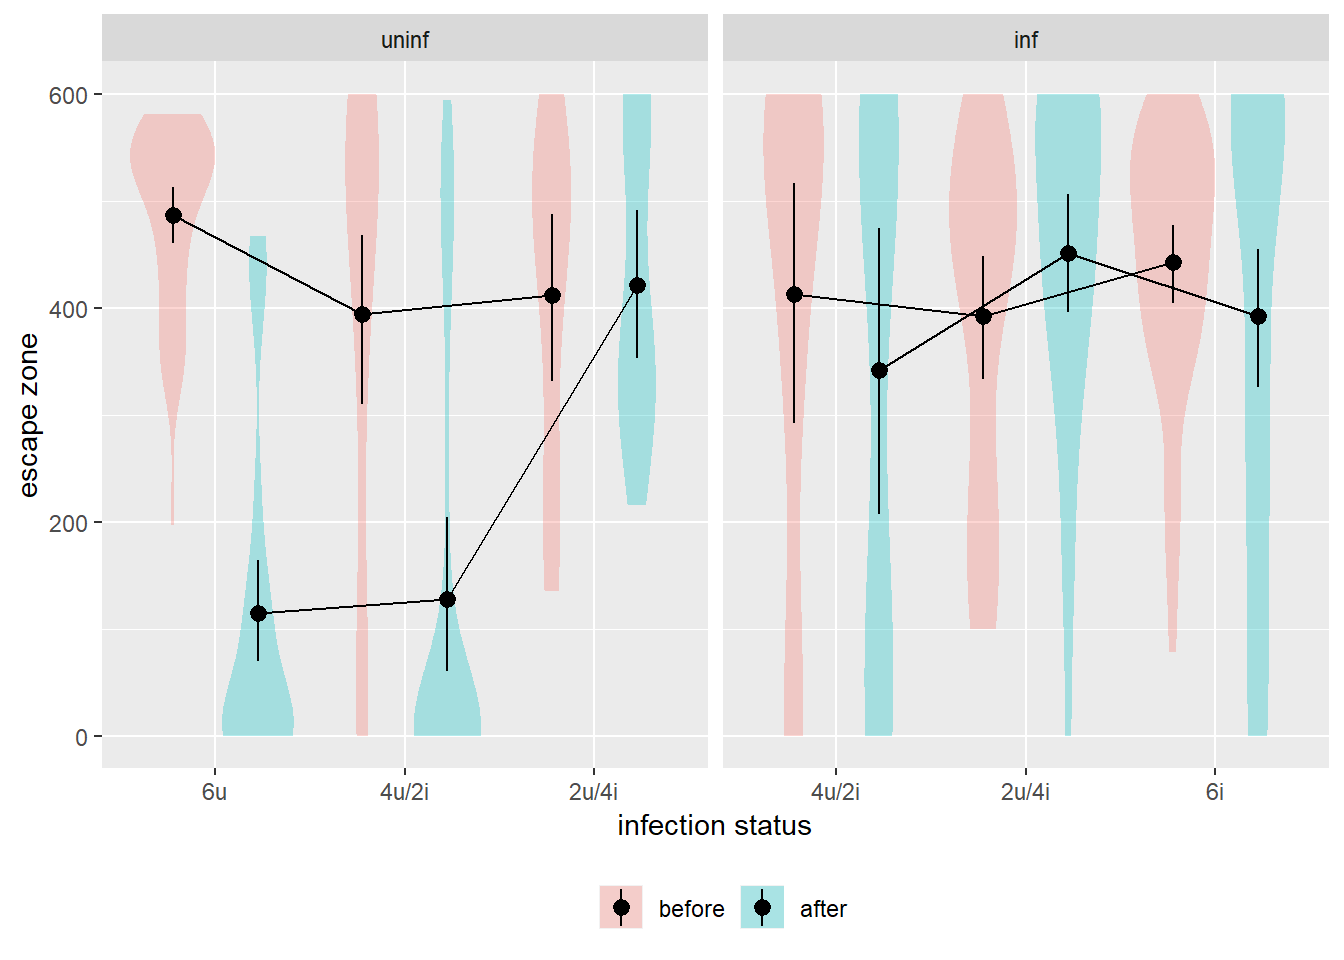 uninf inf
600
400
200
0
escape zone
6u 4u/2i 2u/4i 4u/2i 2u/4i 6i
infection status
before after